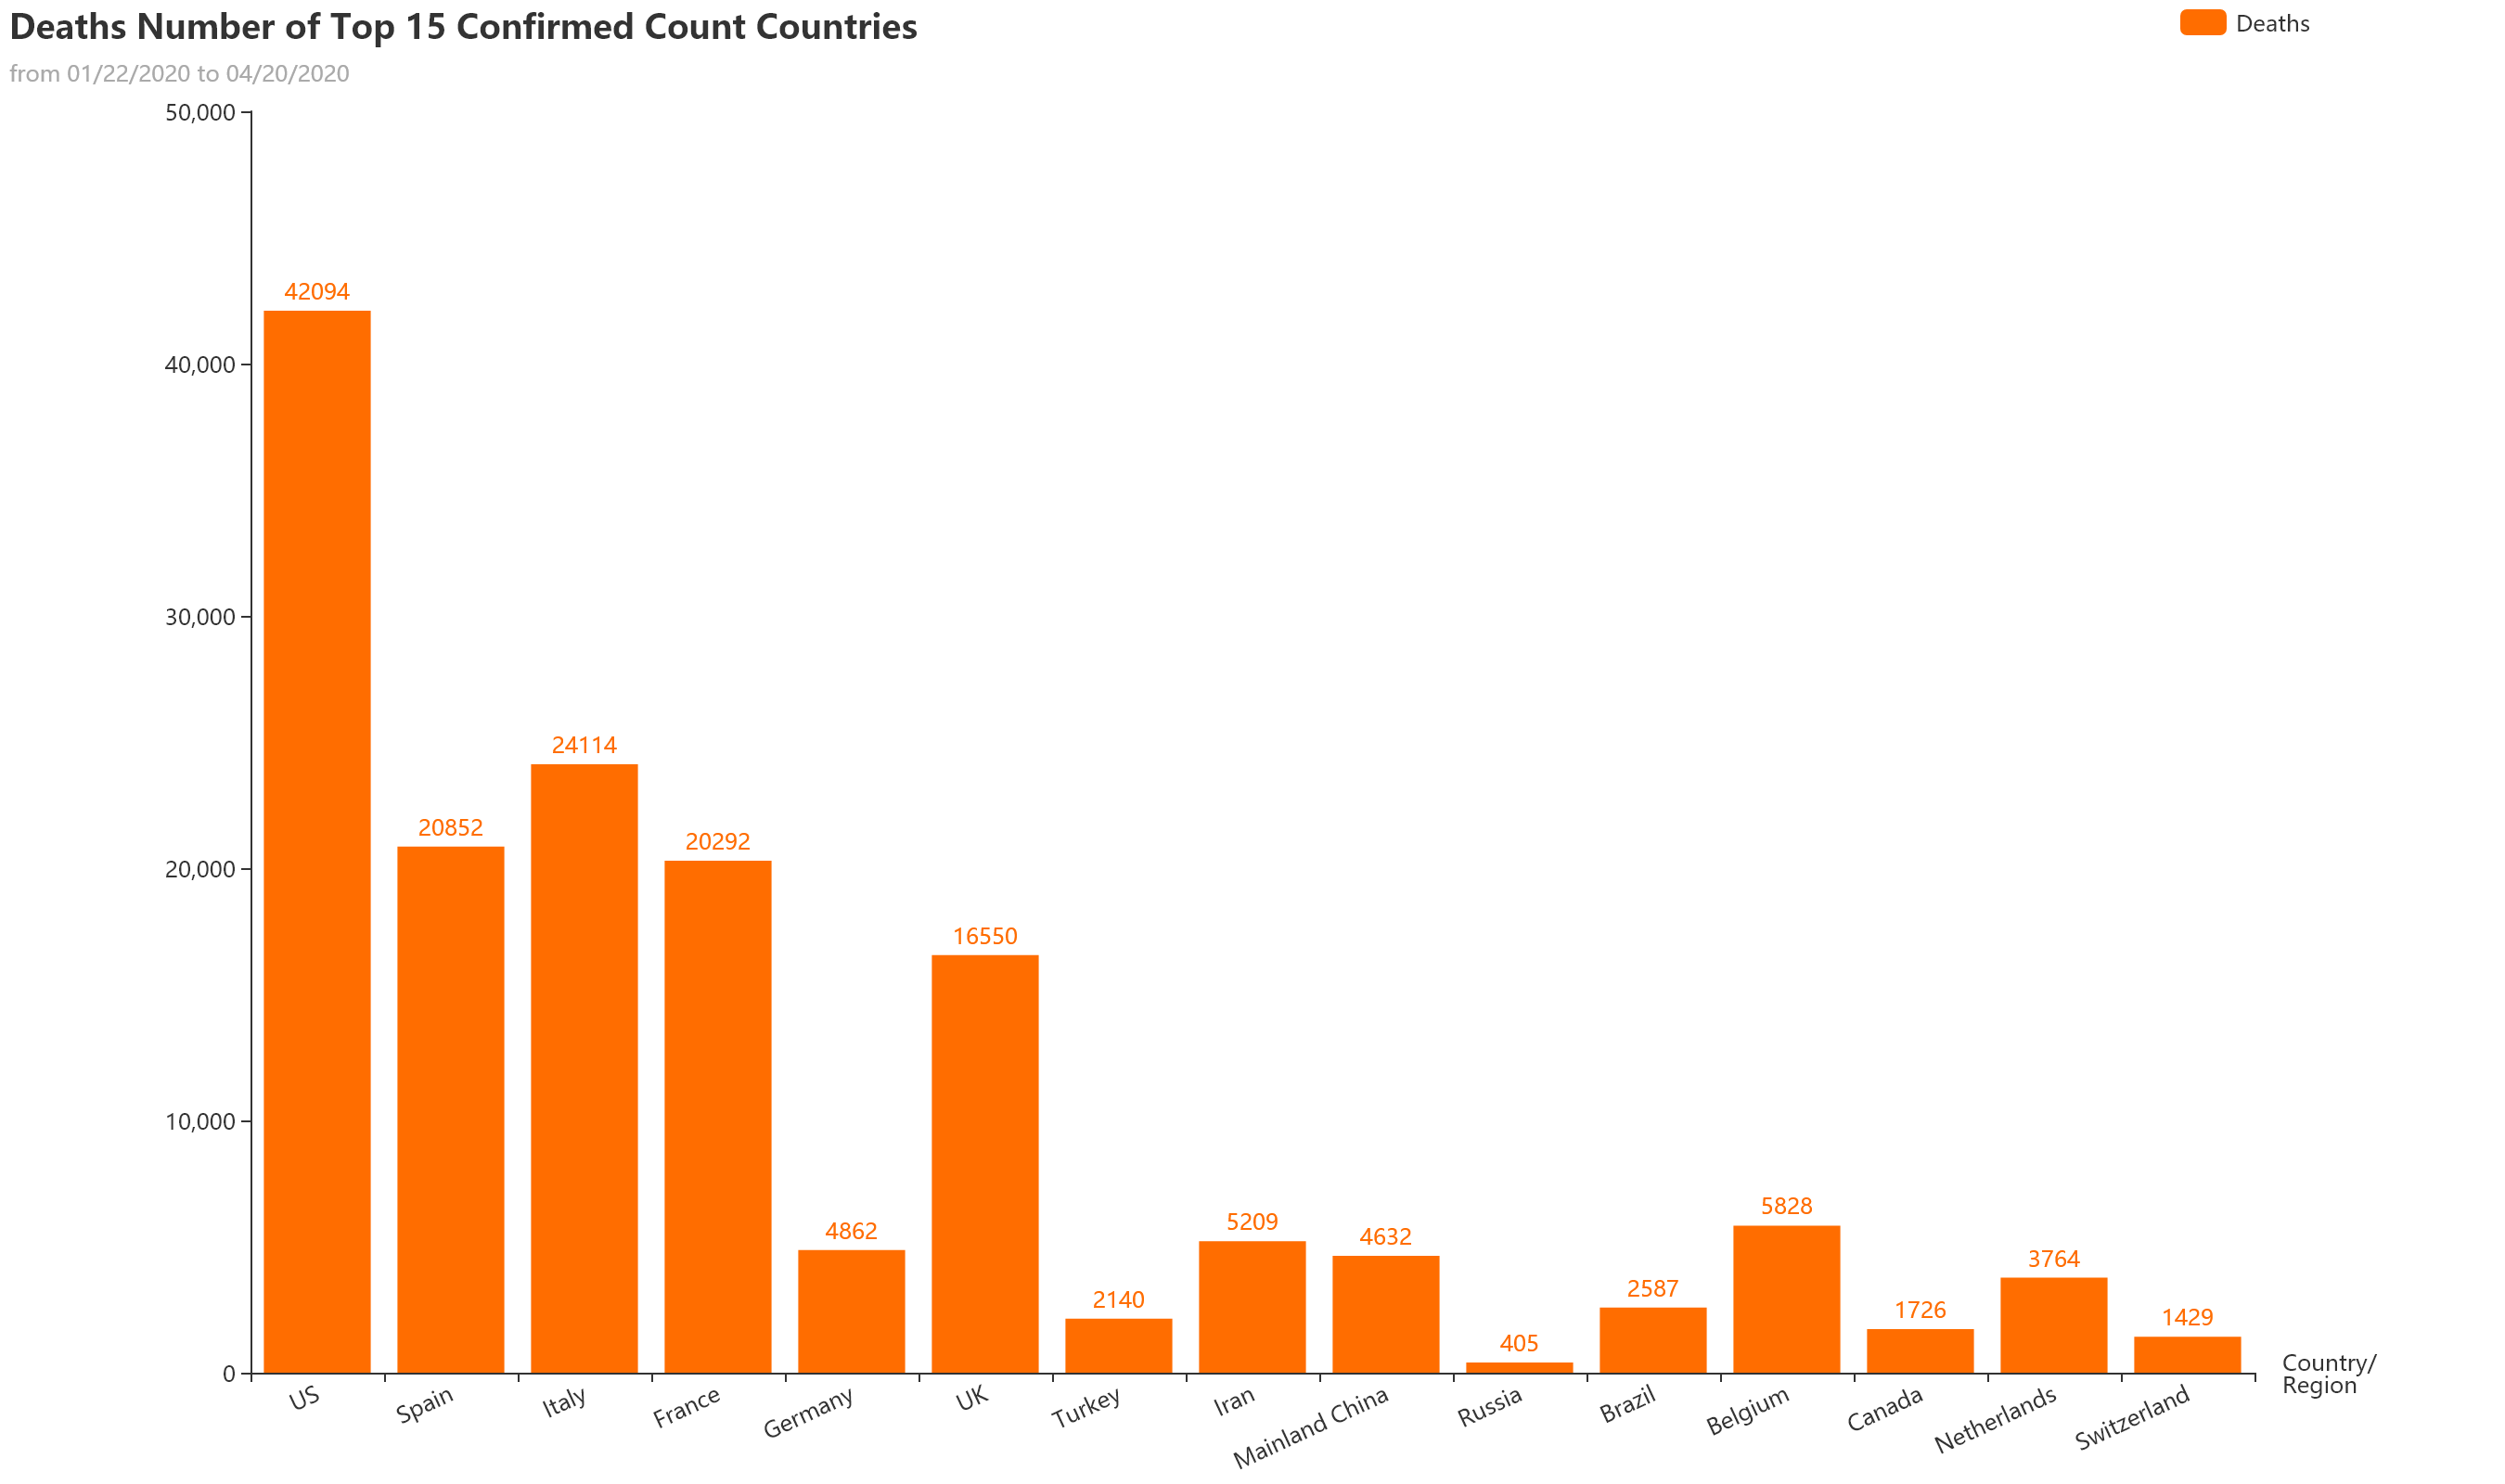 Deaths Number of Top 15 Confirmed Count Countries
from 01/22/2020 to 04/20/2020
Deaths
50,000
40,000
30,000
20,000
10,000
0
42094
20852
24114
20292
4862
16550
2140
5209
4632
405
2587
5828
1726
3764
1429
US
Spain
Italy
France
Germany
UK
Turkey
Iran
Mainland China
Russia
Brazil
Belgium
Canada
Netherlands
Switzerland
Country/
Region